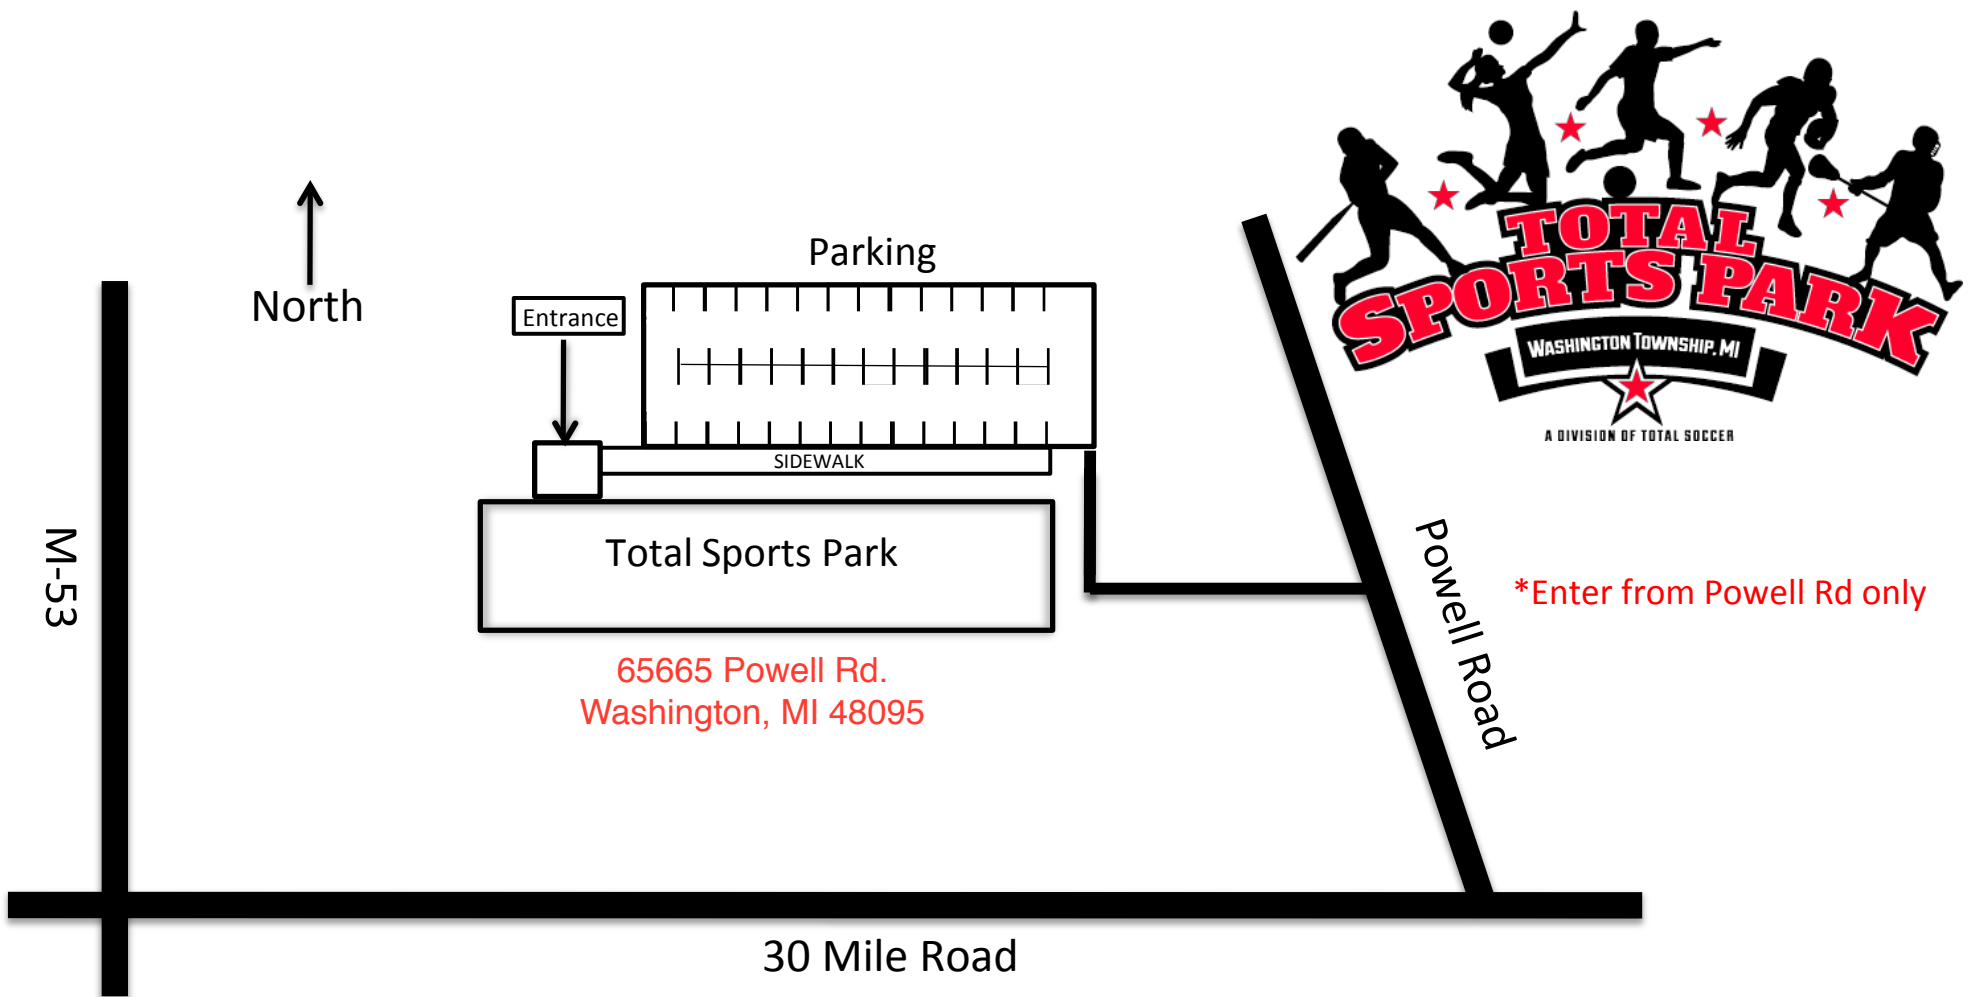 TOTAL
SPORTS PARK
WASHINGTON TOWNSHIP, MI
A DIVISION OF TOTAL SOCCER
Parking
North
Entrance
SIDEWALK
Total Sports Park
M-53
Powell Road
*Enter from Powell Rd only
65665 Powell Rd.
Washington, MI 48095
30 Mile Road